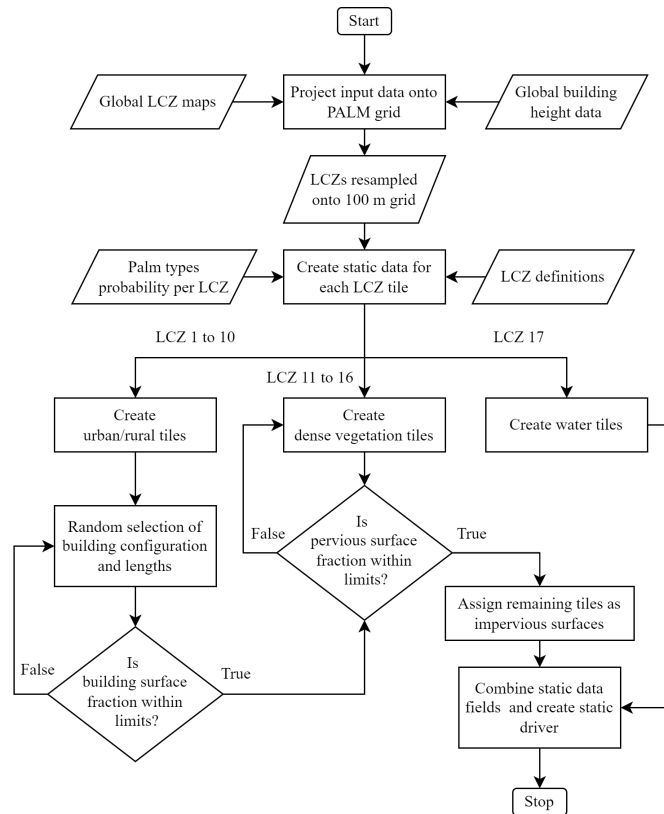 Start
Global LCZ maps
Project input data onto
PALM grid
Global building
height data
LCZs resampled
onto 100 m grid
Palm types
probability per LCZ
Create static data for
each LCZ tile
LCZ definitions
LCZ 1 to 10
LCZ 11 to 16
LCZ 17
Create
urban/rural tiles
Create
dense vegetation tiles
Create water tiles
Random selection of
building configuration
and lengths
False
Is
pervious surface
fraction within
limits?
True
Assign remaining tiles as
impervious surfaces
False
Is
building surface
fraction within
limits?
True
Combine static data
fields and create static
driver
Stop